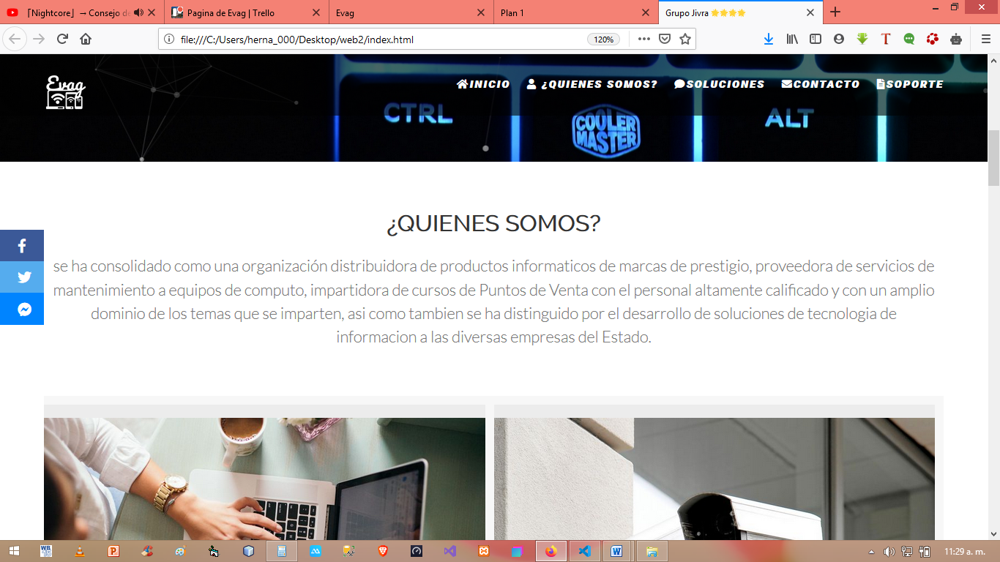 「Nightcore」 → Consejo de
Pagina de Evag | Trello
Evag
Plan 1
Grupo Jivra ⭐⭐⭐⭐
file:///C:/Users/herna_000/Desktop/web2/index.html
120%
Evag
INICIO
¿QUIENES SOMOS?
SOLUCIONES
CONTACTO
SOPORTE
CTRL
COOLER
MASTER
ALT
¿QUIENES SOMOS?
se ha consolidado como una organización distribuidora de productos informaticos de marcas de prestigio, proveedora de servicios de
mantenimiento a equipos de computo, impartidora de cursos de Puntos de Venta con el personal altamente calificado y con un amplio
dominio de los temas que se imparten, asi como tambien se ha distinguido por el desarrollo de soluciones de tecnologia de
informacion a las diversas empresas del Estado.
11:29 a. m.